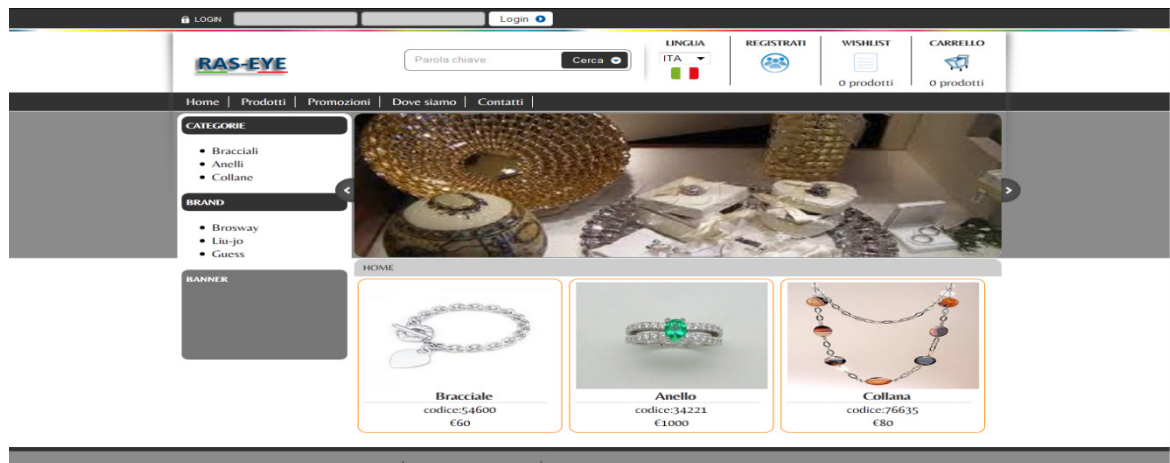 LOGIN Login
LINGUA REGISTRATI WISHLIST CARRELLO
RAS-EYE Parola chiave Cerca ITA
0 prodotti 0 prodotti
Home | Prodotti | Promozioni | Dove siamo | Contatti |
CATEGORIE
• Bracciali
• Anelli
• Collane
BRAND
• Brosway
• Liu-jo
• Guess
HOME
BANNER
Bracciale Anello Collana
codice:54600 codice:34221 codice:76635
€60 €1000 €80